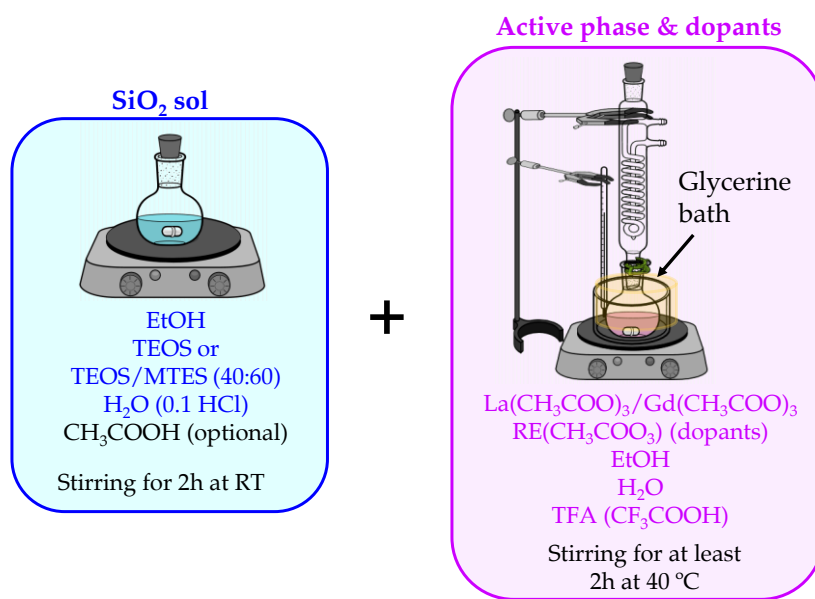 SiO₂ sol
EtOH
TEOS or
TEOS/MTES (40:60)
H₂O (0.1 HCl)
CH₃COOH (optional)
Stirring for 2h at RT
+
Active phase & dopants
Glycerine
bath
La(CH₃COO)₃/Gd(CH₃COO)₃
RE(CH₃COO₃) (dopants)
EtOH
H₂O
TFA (CF₃COOH)
Stirring for at least
2h at 40 ºC